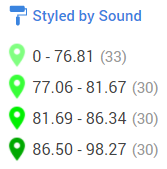 Styled by Sound
0 - 76.81 (33)
77.06 - 81.67 (30)
81.69 - 86.34 (30)
86.50 - 98.27 (30)